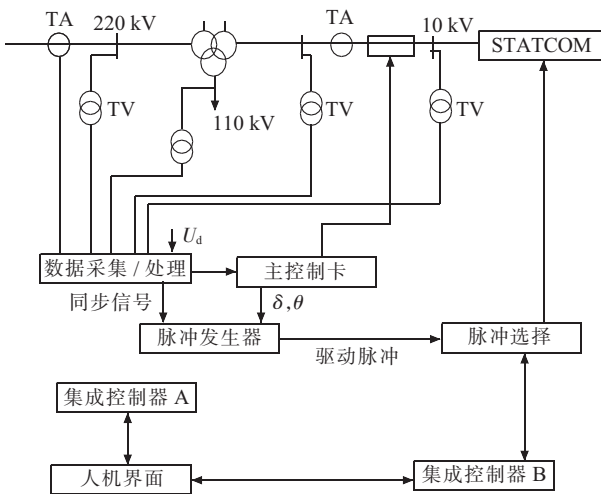 TA
220 kV
TA
10 kV
STATCOM
TV
110 kV
TV
TV
U_d
数据采集 / 处理
主控制卡
同步信号
δ,θ
脉冲发生器
驱动脉冲
脉冲选择
集成控制器 A
人机界面
集成控制器 B